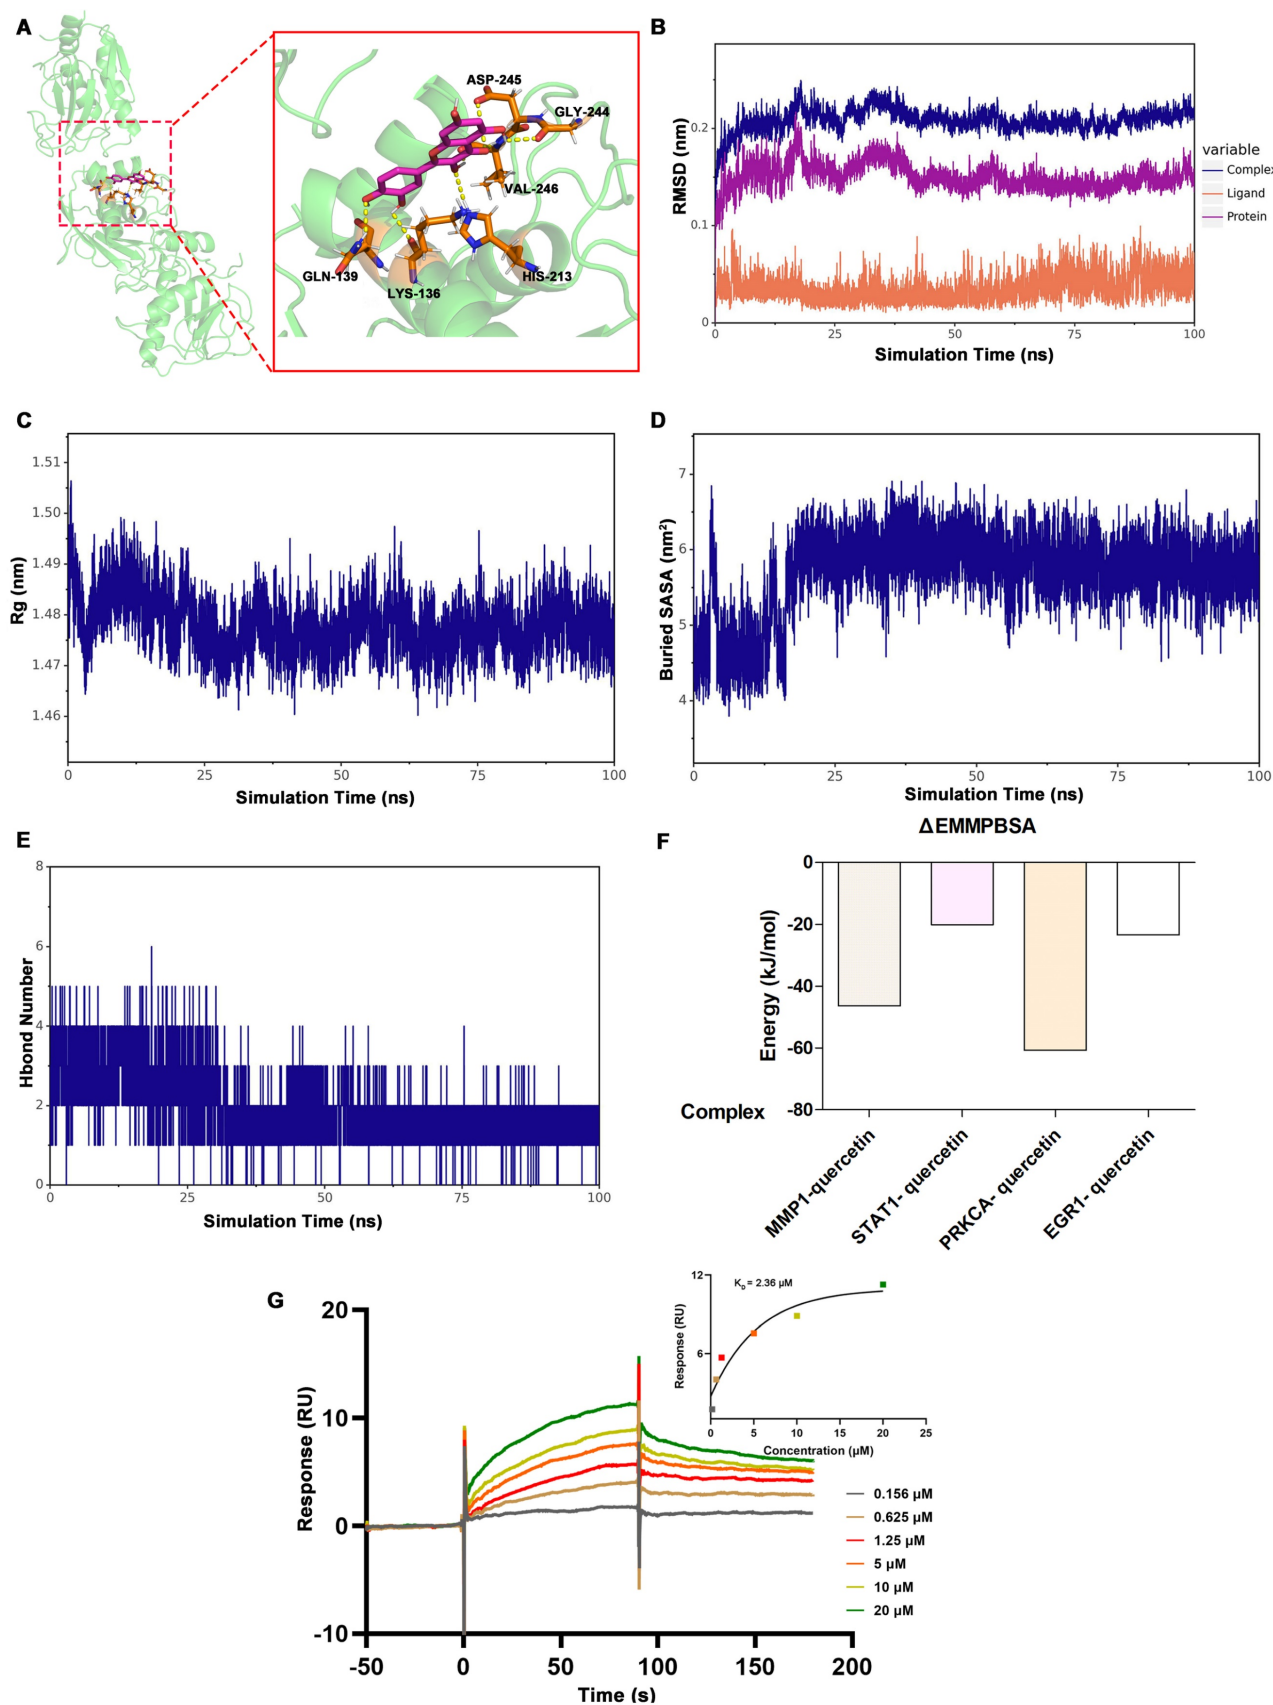 A
ASP-245
GLY-244
VAL-246
GLN-139
LYS-136
HIS-213
B
RMSD (nm)
0.2
0.1
0
0
25
50
75
100
Simulation Time (ns)
variable
Complex
Ligand
Protein
C
Rg (nm)
1.51
1.50
1.49
1.48
1.47
1.46
0
25
50
75
100
Simulation Time (ns)
D
Buried SASA (nm²)
7
6
5
4
0
25
50
75
100
Simulation Time (ns)
E
Hbond Number
8
6
4
2
0
0
25
50
75
100
Simulation Time (ns)
F
ΔEMMPBSA
Energy (kJ/mol)
0
-20
-40
-60
-80
Complex
MMP1-quercetin
STAT1- quercetin
PRKCA- quercetin
EGR1- quercetin
G
Response (RU)
20
10
0
-10
-50
0
50
100
150
200
Time (s)
K_D = 2.36 μM
Response (RU)
12
6
0
5
10
15
20
25
Concentration (μM)
0.156 μM
0.625 μM
1.25 μM
5 μM
10 μM
20 μM